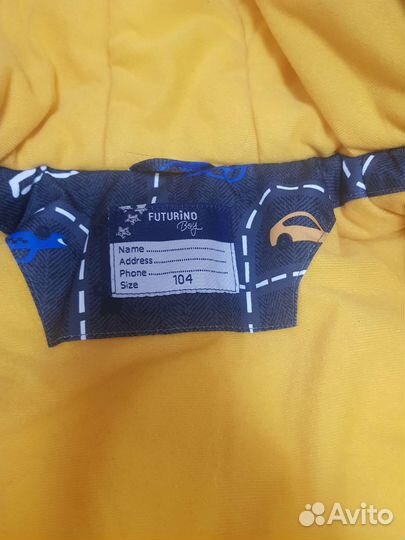 FUTURiNO
Boy
Name
Address
Phone
Size 104
Avito